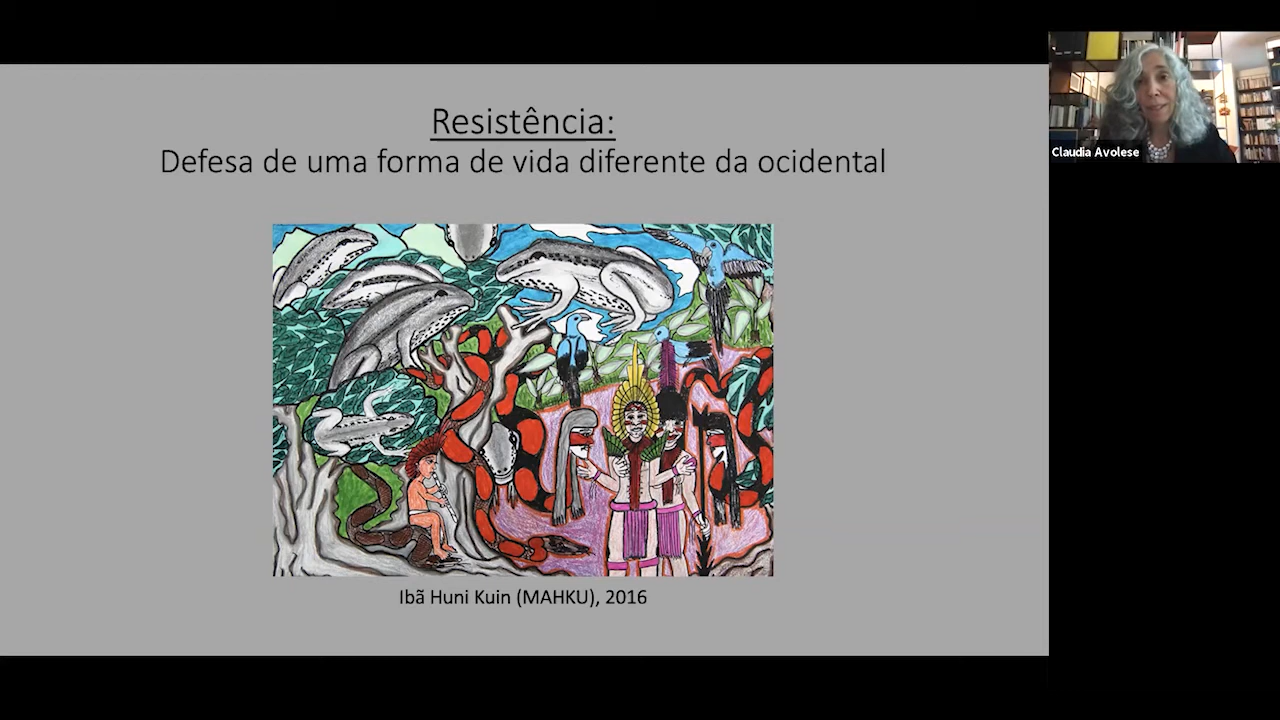 Resistência:
Defesa de uma forma de vida diferente da ocidental
Ibã Huni Kuin (MAHKU), 2016
Claudia Avolese